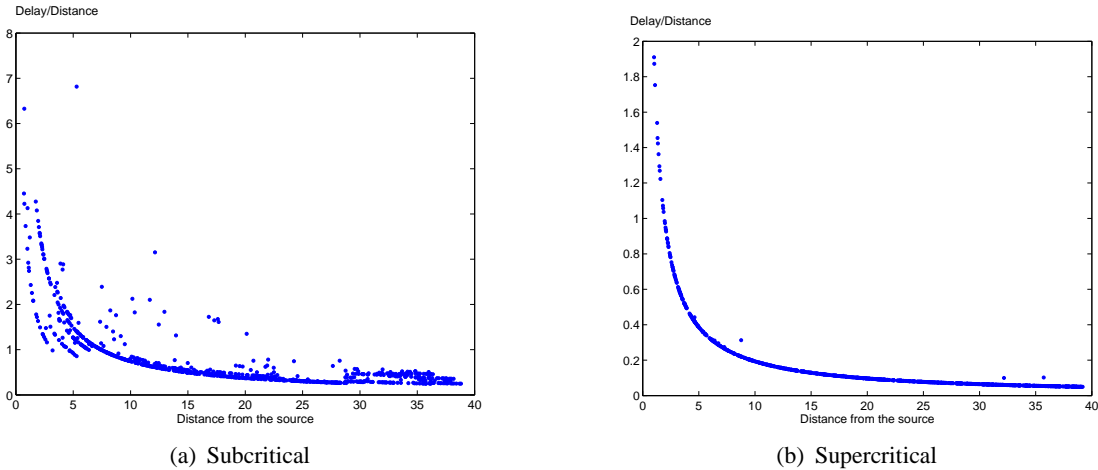 Delay/Distance
8
7
6
5
4
3
2
1
0
0 5 10 15 20 25 30 35 40
Distance from the source
(a) Subcritical
Delay/Distance
2
1.8
1.6
1.4
1.2
1
0.8
0.6
0.4
0.2
0
0 5 10 15 20 25 30 35 40
Distance from the source
(b) Supercritical